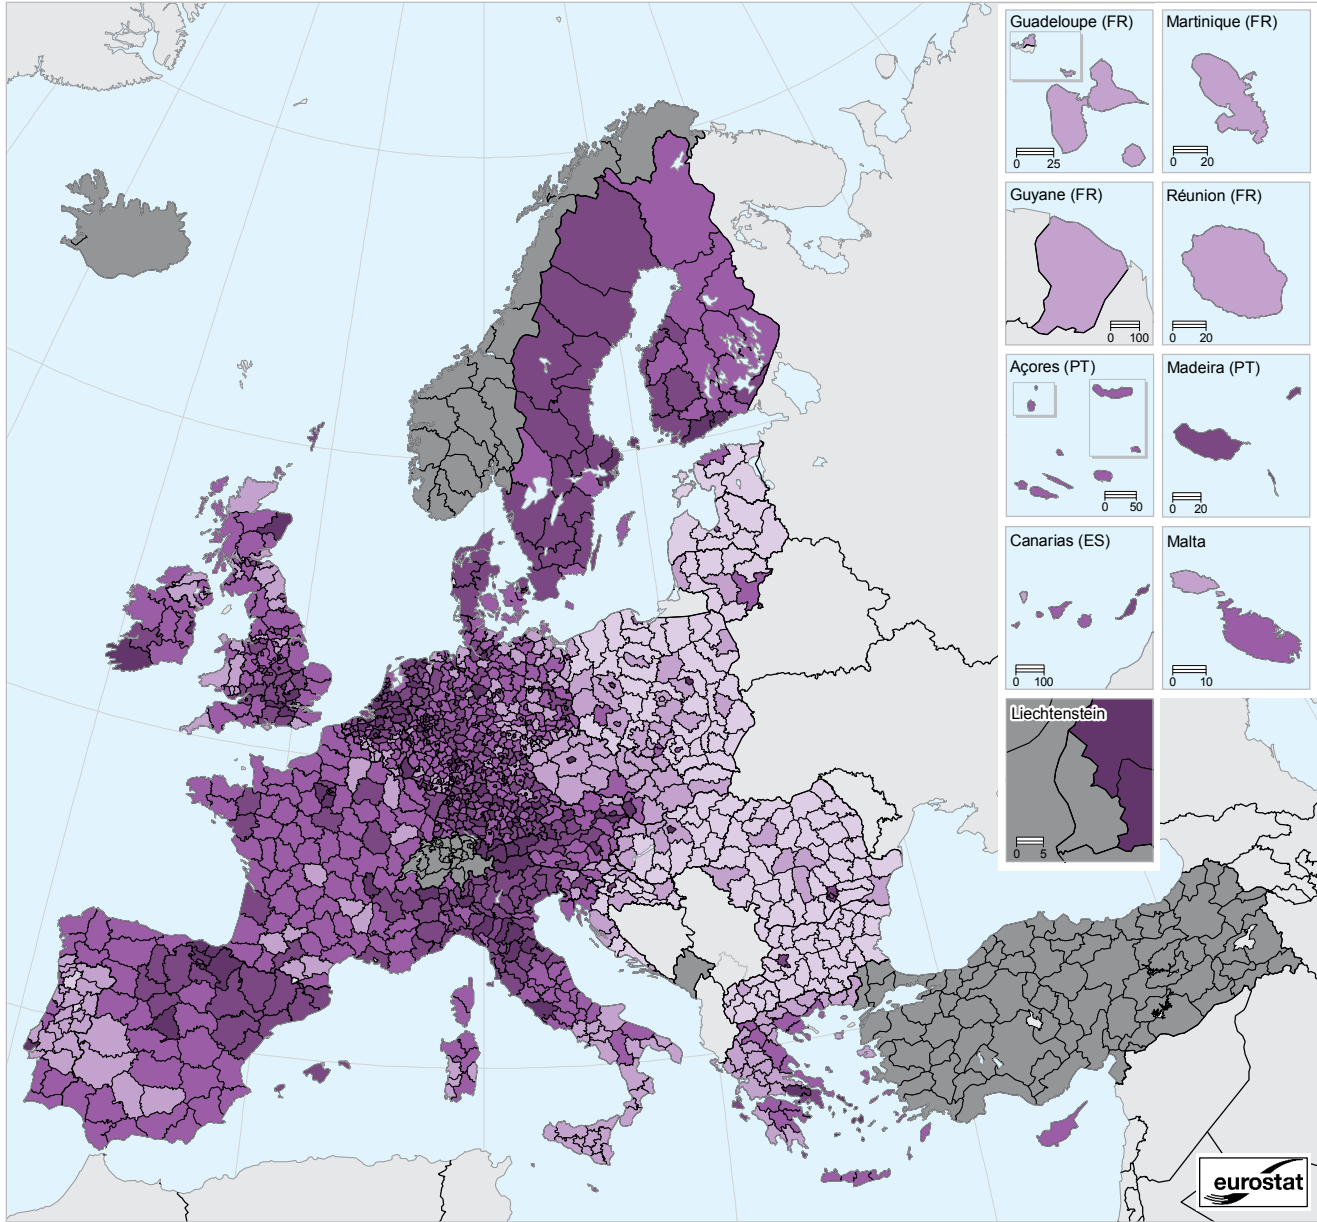 Guadeloupe (FR)
0 25
Martinique (FR)
0 20
Guyane (FR)
0 100
Réunion (FR)
0 20
Açores (PT)
0 50
Madeira (PT)
0 20
Canarias (ES)
0 100
Malta
0 10
Liechtenstein
0 5
eurostat